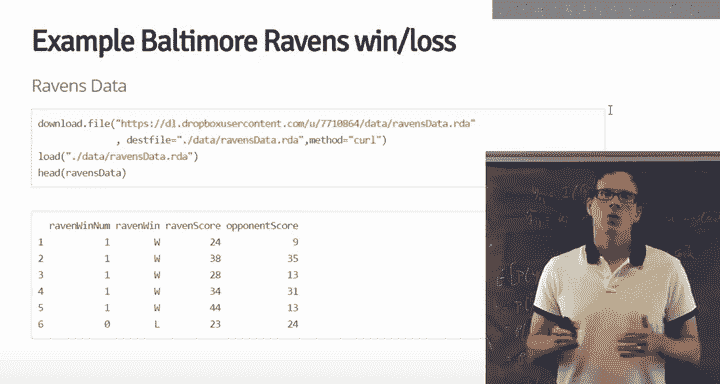 Example Baltimore Ravens win/loss
Ravens Data
download.file("https://dl.dropboxusercontent.com/u/7710864/data/ravensData.rda"
, destfile="./data/ravensData.rda",method="curl")
load("./data/ravensData.rda")
head(ravensData)
ravenWinNum ravenWin ravenScore opponentScore
1 1 W 24 9
2 1 W 38 35
3 1 W 28 13
4 1 W 34 31
5 1 W 44 13
6 0 L 23 24